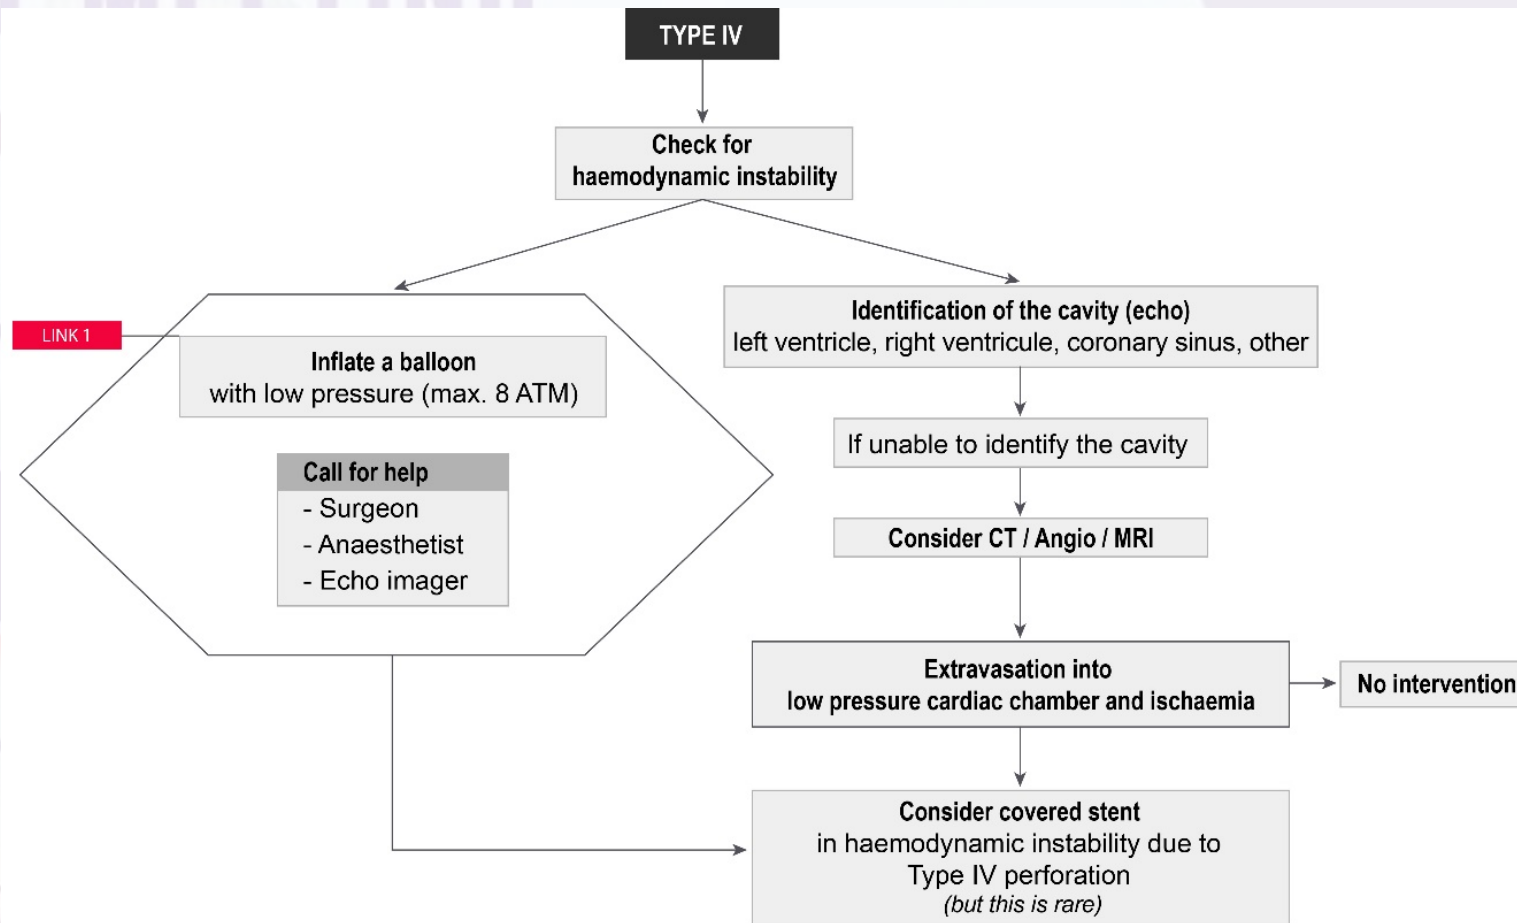 TYPE IV
Check for
haemodynamic instability
LINK 1
Inflate a balloon
with low pressure (max. 8 ATM)
Call for help
- Surgeon
- Anaesthetist
- Echo imager
Identification of the cavity (echo)
left ventricle, right ventricule, coronary sinus, other
If unable to identify the cavity
Consider CT / Angio / MRI
Extravasation into
low pressure cardiac chamber and ischaemia
No intervention
Consider covered stent
in haemodynamic instability due to
Type IV perforation
(but this is rare)